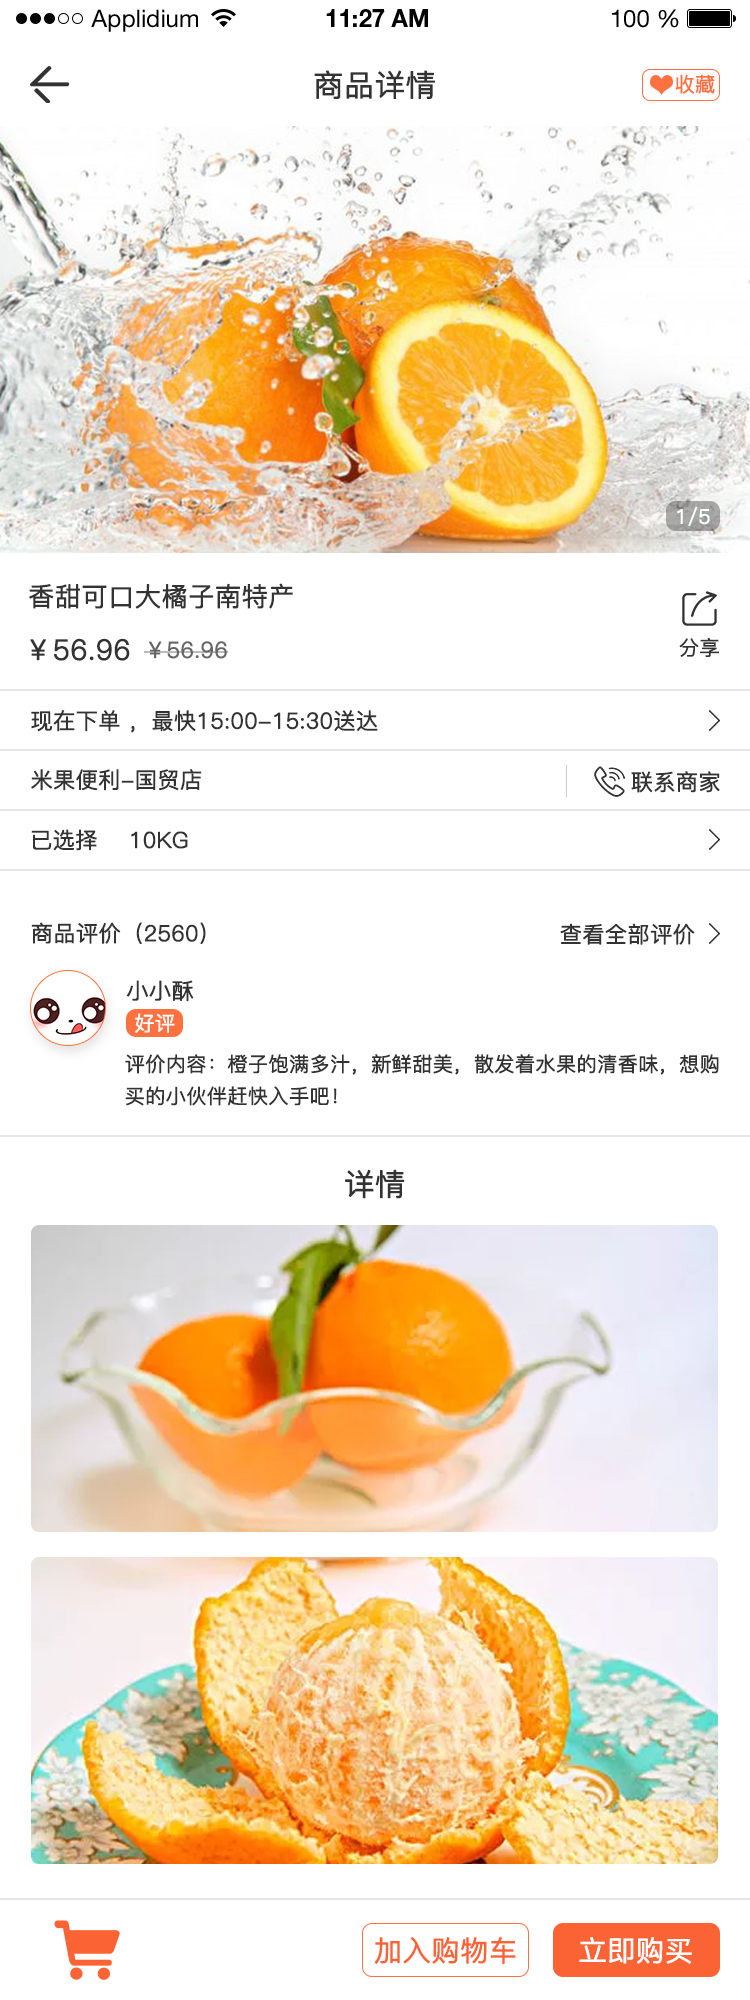 Applidium 11:27 AM 100 %
商品详情
收藏
1/5
香甜可口大橘子南特产
¥56.96 ¥56.96
分享
现在下单，最快15:00-15:30送达
米果便利-国贸店
联系商家
已选择 10KG
商品评价（2560）
查看全部评价
小小酥
好评
评价内容：橙子饱满多汁，新鲜甜美，散发着水果的清香味，想购
买的小伙伴赶快入手吧！
详情
加入购物车
立即购买